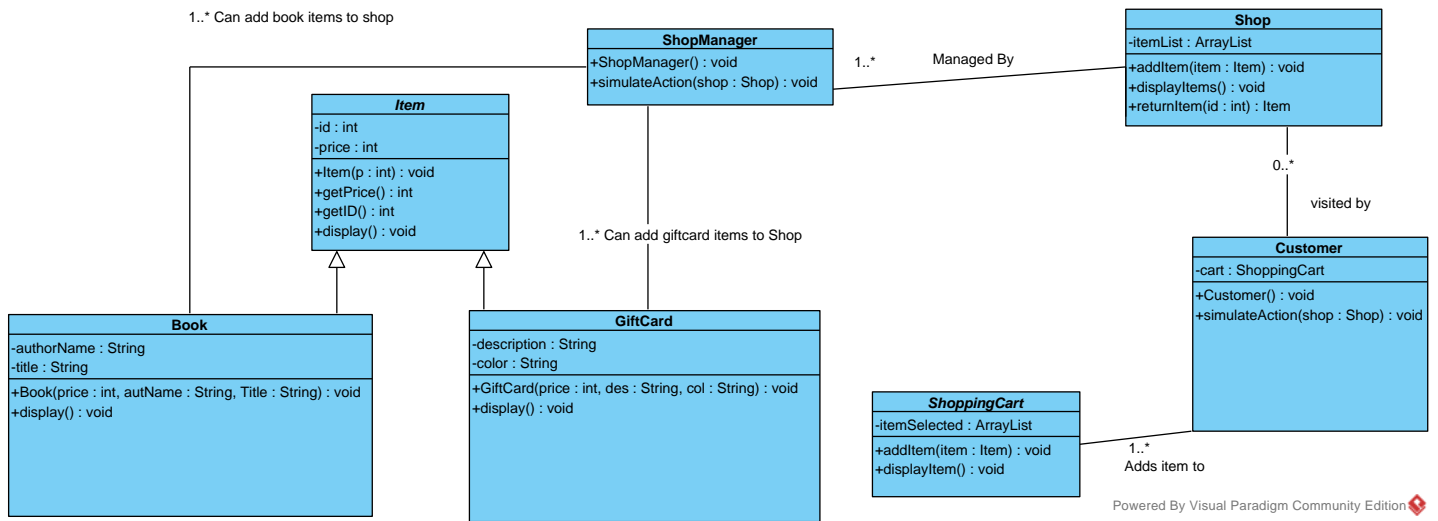 1..* Can add book items to shop
ShopManager
+ShopManager() : void
+simulateAction(shop : Shop) : void
1..*
Managed By
Shop
-itemList : ArrayList
+addItem(item : Item) : void
+displayItems() : void
+returnItem(id : int) : Item
Item
-id : int
-price : int
+Item(p : int) : void
+getPrice() : int
+getID() : int
+display() : void
0..*
visited by
1..* Can add giftcard items to Shop
Customer
-cart : ShoppingCart
+Customer() : void
+simulateAction(shop : Shop) : void
Book
-authorName : String
-title : String
+Book(price : int, autName : String, Title : String) : void
+display() : void
GiftCard
-description : String
-color : String
+GiftCard(price : int, des : String, col : String) : void
+display() : void
ShoppingCart
-itemSelected : ArrayList
+addItem(item : Item) : void
+displayItem() : void
1..*
Adds item to
Powered By Visual Paradigm Community Edition